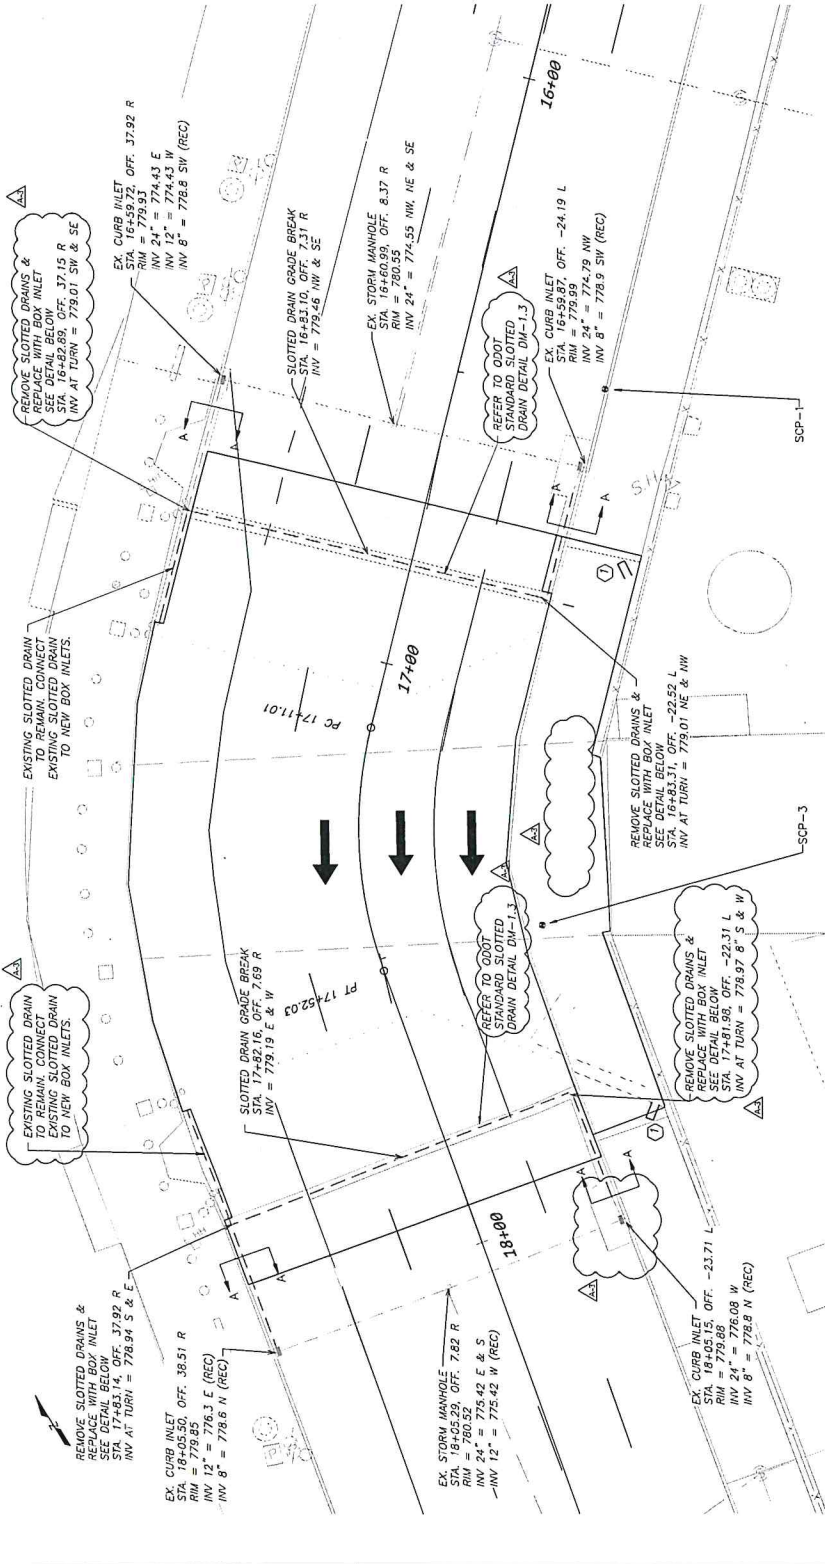 REMOVE SLOTTED DRAINS &
REPLACE WITH BOX INLET
SEE DETAIL BELOW
STA. 17+83.14, OFF. 37.92 R
INV AT TURN = 778.94 S & E
EX. CURB INLET
STA. 18+05.50, OFF. 38.51 R
RIM = 779.85
INV 12" = 776.3 E (REC)
INV 8" = 778.6 N (REC)
EX. STORM MANHOLE
STA. 18+05.29, OFF. 7.82 R
RIM = 780.52
INV 24" = 775.42 E & S
INV 12" = 775.42 W (REC)
EX. CURB INLET
STA. 18+05.15, OFF. -23.71 L
RIM = 779.88
INV 24" = 776.08 W
INV 8" = 778.8 N (REC)
EXISTING SLOTTED DRAIN
TO REMAIN. CONNECT
EXISTING SLOTTED DRAIN
TO NEW BOX INLETS.
A-3
SLOTTED DRAIN GRADE BREAK
STA. 17+82.16, OFF. 7.69 R
INV = 779.19 E & W
PT 17+52.03
18+00
REFER TO ODOT
STANDARD SLOTTED
DRAIN DETAIL DM-1.3
A-3
REMOVE SLOTTED DRAINS &
REPLACE WITH BOX INLET
SEE DETAIL BELOW
STA. 17+81.98, OFF. -22.31 L
INV AT TURN = 778.97 8" S & W
A-3
A
A
A
A
A-3
1
SCP-3
EXISTING SLOTTED DRAIN
TO REMAIN. CONNECT
EXISTING SLOTTED DRAIN
TO NEW BOX INLETS.
PC 17+11.01
17+00
A-3
REMOVE SLOTTED DRAINS &
REPLACE WITH BOX INLET
SEE DETAIL BELOW
STA. 16+83.31, OFF. -22.52 L
INV AT TURN = 779.01 NE & NW
REMOVE SLOTTED DRAINS &
REPLACE WITH BOX INLET
SEE DETAIL BELOW
STA. 16+82.89, OFF. 37.15 R
INV AT TURN = 779.01 SW & SE
A-3
EX. CURB INLET
STA. 16+59.72, OFF. 37.92 R
RIM = 779.93
INV 24" = 774.43 E
INV 12" = 774.43 W
INV 8" = 778.8 SW (REC)
SLOTTED DRAIN GRADE BREAK
STA. 16+83.10, OFF. 7.31 R
INV = 779.46 NW & SE
EX. STORM MANHOLE
STA. 16+60.99, OFF. 8.37 R
RIM = 780.55
INV 24" = 774.55 NW, NE & SE
REFER TO ODOT
STANDARD SLOTTED
DRAIN DETAIL DM-1.3
A-3
EX. CURB INLET
STA. 16+59.87, OFF. -24.19 L
RIM = 779.99
INV 24" = 774.79 NW
INV 8" = 778.9 SW (REC)
A
A
A
A
1
16+00
SCP-1